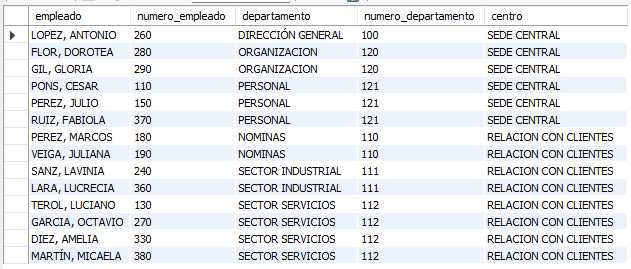 empleado numero_empleado departamento numero_departamento centro
LOPEZ, ANTONIO 260 DIRECCIÓN GENERAL 100 SEDE CENTRAL
FLOR, DOROTEA 280 ORGANIZACION 120 SEDE CENTRAL
GIL, GLORIA 290 ORGANIZACION 120 SEDE CENTRAL
PONS, CESAR 110 PERSONAL 121 SEDE CENTRAL
PEREZ, JULIO 150 PERSONAL 121 SEDE CENTRAL
RUIZ, FABIOLA 370 PERSONAL 121 SEDE CENTRAL
PEREZ, MARCOS 180 NOMINAS 110 RELACION CON CLIENTES
VEIGA, JULIANA 190 NOMINAS 110 RELACION CON CLIENTES
SANZ, LAVINIA 240 SECTOR INDUSTRIAL 111 RELACION CON CLIENTES
LARA, LUCRECIA 360 SECTOR INDUSTRIAL 111 RELACION CON CLIENTES
TEROL, LUCIANO 130 SECTOR SERVICIOS 112 RELACION CON CLIENTES
GARCIA, OCTAVIO 270 SECTOR SERVICIOS 112 RELACION CON CLIENTES
DIEZ, AMELIA 330 SECTOR SERVICIOS 112 RELACION CON CLIENTES
MARTÍN, MICAELA 380 SECTOR SERVICIOS 112 RELACION CON CLIENTES